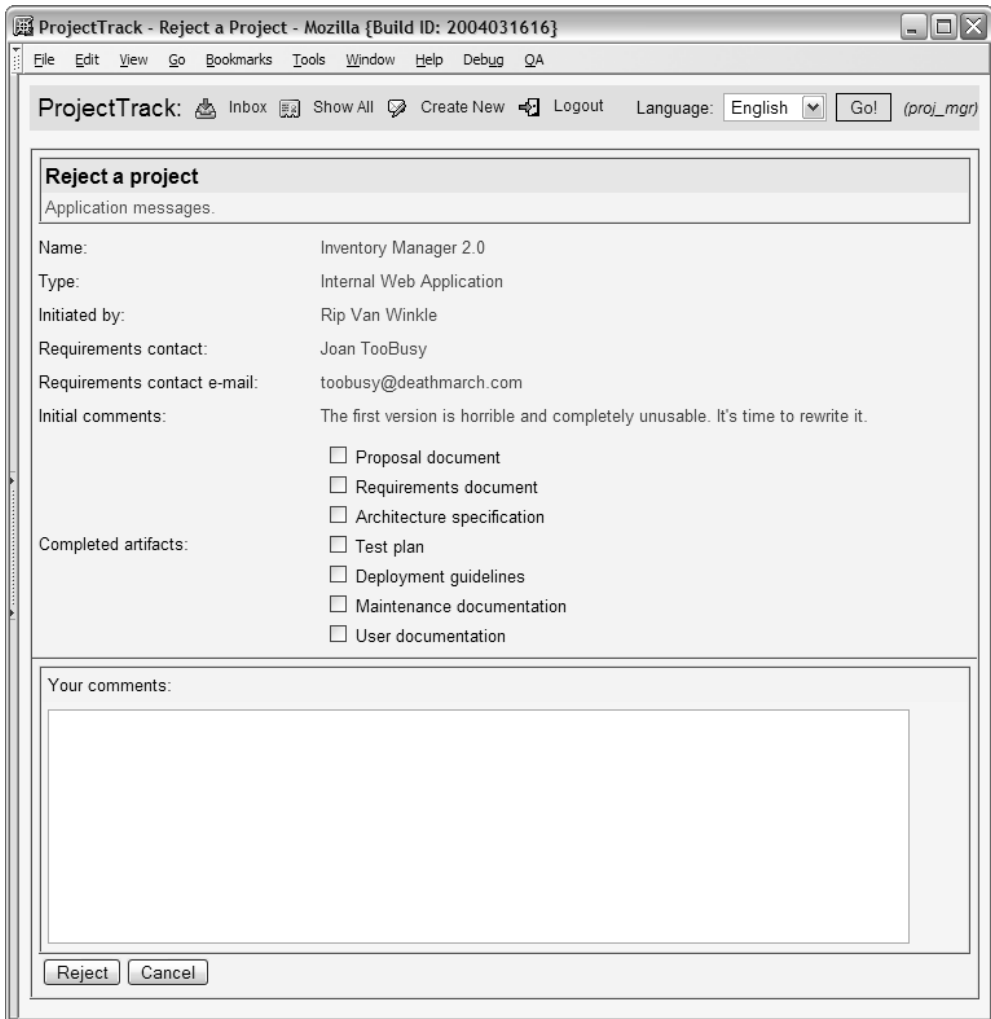 ProjectTrack - Reject a Project - Mozilla {Build ID: 2004031616}
File Edit View Go Bookmarks Tools Window Help Debug QA
ProjectTrack: Inbox Show All Create New Logout Language: English Go! (proj_mgr)
Reject a project
Application messages.
Name: Inventory Manager 2.0
Type: Internal Web Application
Initiated by: Rip Van Winkle
Requirements contact: Joan TooBusy
Requirements contact e-mail: toobusy@deathmarch.com
Initial comments: The first version is horrible and completely unusable. It's time to rewrite it.
Proposal document
Requirements document
Architecture specification
Completed artifacts: Test plan
Deployment guidelines
Maintenance documentation
User documentation
Your comments:
Reject Cancel